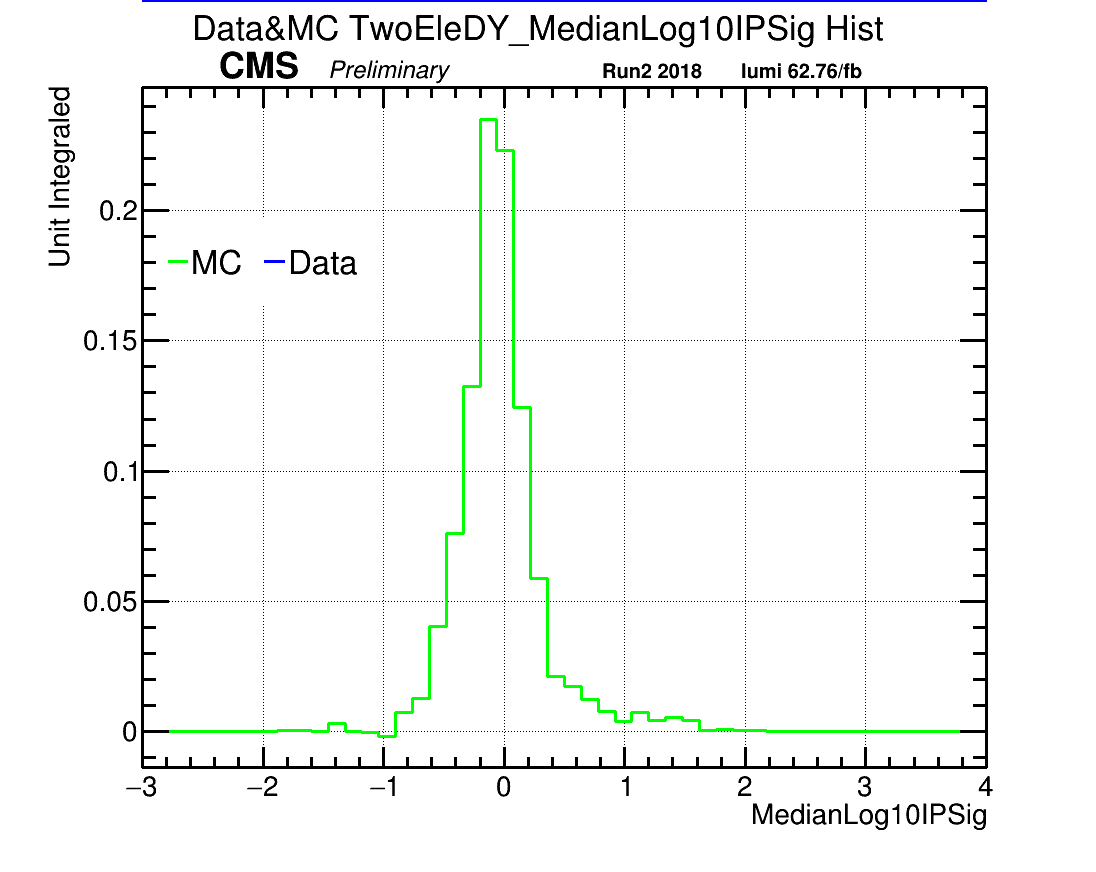 Data&MC TwoEleDY_MedianLog10IPSig Hist
CMS Preliminary Run2 2018 lumi 62.76/fb
Unit Integraled
0.2
MC Data
0.15
0.1
0.05
0
−3 −2 −1 0 1 2 3 4
MedianLog10IPSig